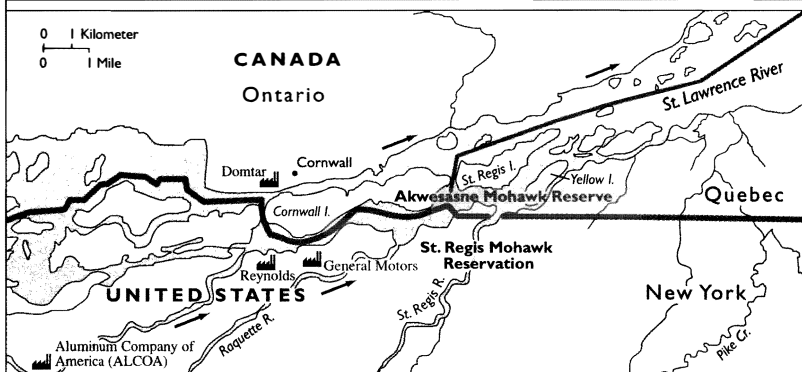 0 1 Kilometer
0 1 Mile
CANADA
Ontario
St. Lawrence River
Domtar
Cornwall
St. Regis I.
Yellow I.
Akwesasne Mohawk Reserve
Quebec
Cornwall I.
St. Regis Mohawk
Reservation
Reynolds
General Motors
UNITED STATES
New York
St. Regis R.
Raquette R.
Pike Cr.
Aluminum Company of
America (ALCOA)